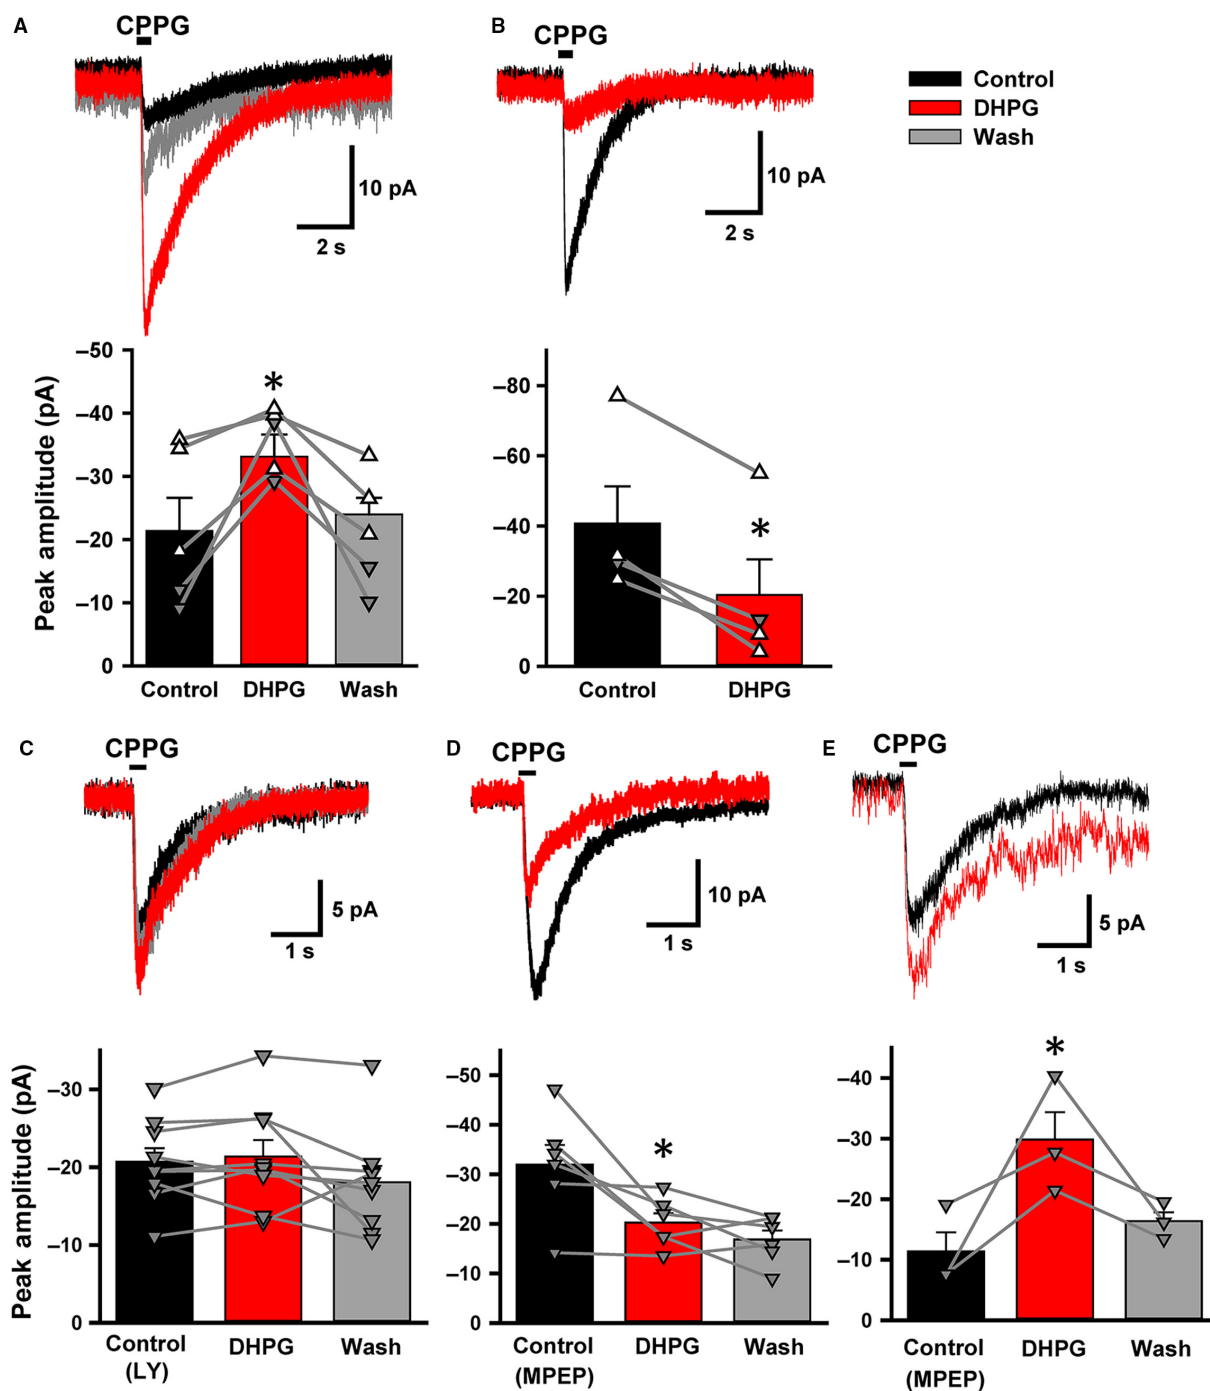 A
CPPG
10 pA
2 s
B
CPPG
10 pA
2 s
Control
DHPG
Wash
Peak amplitude (pA)
–50
–40
–30
–20
–10
0
Control
DHPG
*
Wash
–80
–60
–40
–20
0
Control
DHPG
*
C
CPPG
5 pA
1 s
D
CPPG
10 pA
1 s
E
CPPG
5 pA
1 s
Peak amplitude (pA)
–30
–20
–10
0
Control
(LY)
DHPG
Wash
–50
–40
–30
–20
–10
0
*
Control
(MPEP)
DHPG
Wash
–40
–30
–20
–10
0
*
Control
(MPEP)
DHPG
Wash